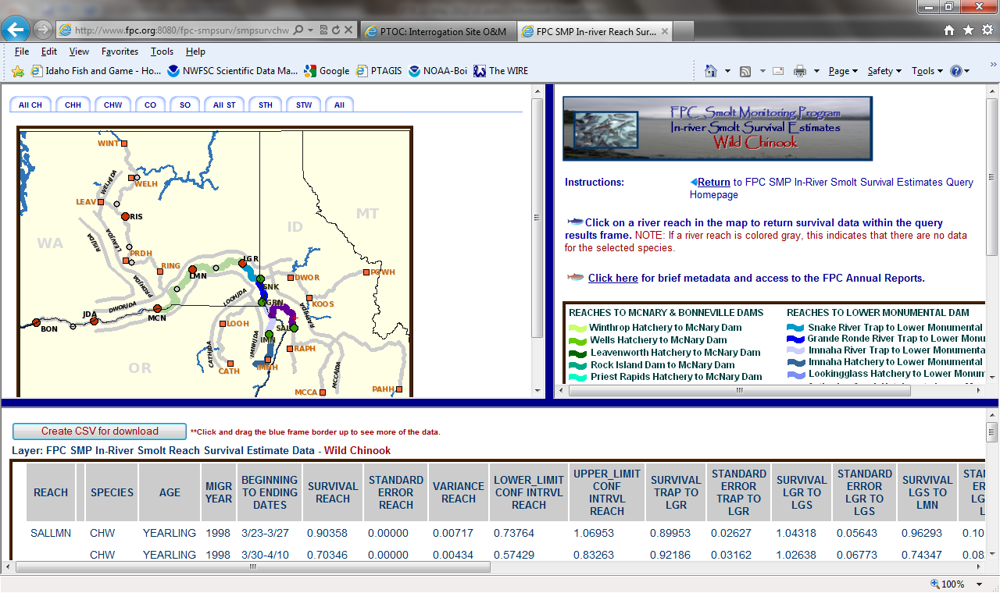 http://www.fpc.org:8080/fpc-smpsurv/smpsurvchw
PTOC: Interrogation Site O&M
FPC SMP In-river Reach Sur...
File Edit View Favorites Tools Help
Idaho Fish and Game - Ho... NWFSC Scientific Data Ma... Google PTAGIS NOAA-Boi The WIRE
Page Safety Tools
All CH CHH CHW CO SO All ST STH STW All
WINT
WELH
WELHJDA
LEAV
RIS
MT
ID
WA
RISJDA
LEAVJDA
PRDH
PRDHJDA
RING
LGR
LMN
DWOR
PGWH
SNK
GRN
LOOHJDA
KOOS
DWORJDA
RAPHJDA
JDA
MCN
BON
LOOH
SAL
IMN
IMNHJDA
CATHJDA
RAPH
OR
CATH
IMNH
MCCAJDA
MCCA
PAHH
FPC Smolt Monitoring Program
In-river Smolt Survival Estimates
Wild Chinook
Instructions:
Return to FPC SMP In-River Smolt Survival Estimates Query
Homepage
Click on a river reach in the map to return survival data within the query
results frame. NOTE: If a river reach is colored gray, this indicates that there are no data
for the selected species.
Click here for brief metadata and access to the FPC Annual Reports.
REACHES TO MCNARY & BONNEVILLE DAMS
Winthrop Hatchery to McNary Dam
Wells Hatchery to McNary Dam
Leavenworth Hatchery to McNary Dam
Rock Island Dam to McNary Dam
Priest Rapids Hatchery to McNary Dam
REACHES TO LOWER MONUMENTAL DAM
Snake River Trap to Lower Monumental
Grande Ronde River Trap to Lower Monu
Imnaha River Trap to Lower Monumental
Imnaha Hatchery to Lower Monumental
Lookingglass Hatchery to Lower Monum
Create CSV for download **Click and drag the blue frame border up to see more of the data.
Layer: FPC SMP In-River Smolt Reach Survival Estimate Data - Wild Chinook
REACH SPECIES AGE MIGR YEAR BEGINNING TO ENDING DATES SURVIVAL REACH STANDARD ERROR REACH VARIANCE REACH LOWER_LIMIT CONF INTRVL REACH UPPER_LIMIT CONF INTRVL REACH SURVIVAL TRAP TO LGR STANDARD ERROR TRAP TO LGR SURVIVAL LGR TO LGS STANDARD ERROR LGR TO LGS SURVIVAL LGS TO LMN
SALLMN CHW YEARLING 1998 3/23-3/27 0.90358 0.00000 0.00717 0.73764 1.06953 0.89953 0.02627 1.04318 0.05643 0.96293 0.10
CHW YEARLING 1998 3/30-4/10 0.70346 0.00000 0.00434 0.57429 0.83263 0.92186 0.03162 1.02638 0.06773 0.74347 0.08
100%